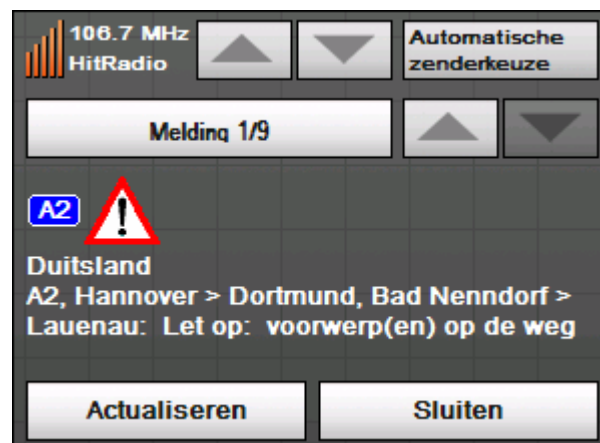 106.7 MHz
HitRadio
Automatische
zenderkeuze
Melding 1/9
A2
Duitsland
A2, Hannover > Dortmund, Bad Nenndorf >
Lauenau: Let op: voorwerp(en) op de weg
Actualiseren
Sluiten